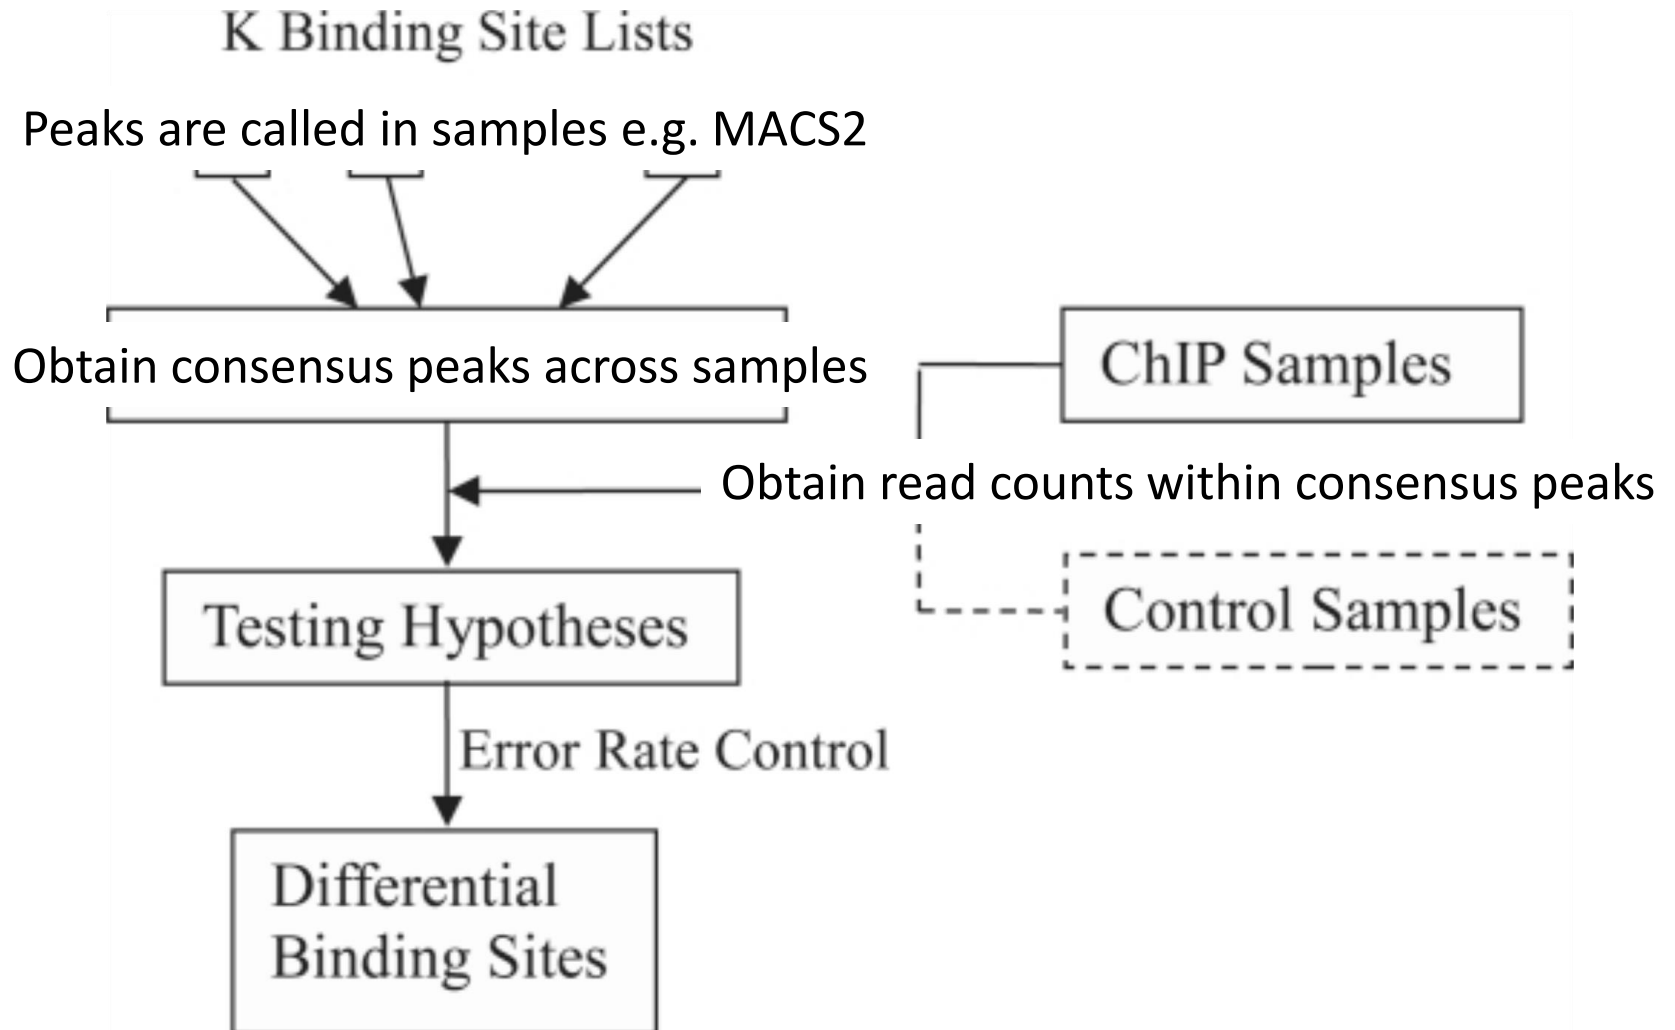 K Binding Site Lists
Peaks are called in samples e.g. MACS2
Obtain consensus peaks across samples
ChIP Samples
Obtain read counts within consensus peaks
Control Samples
Testing Hypotheses
Error Rate Control
Differential
Binding Sites